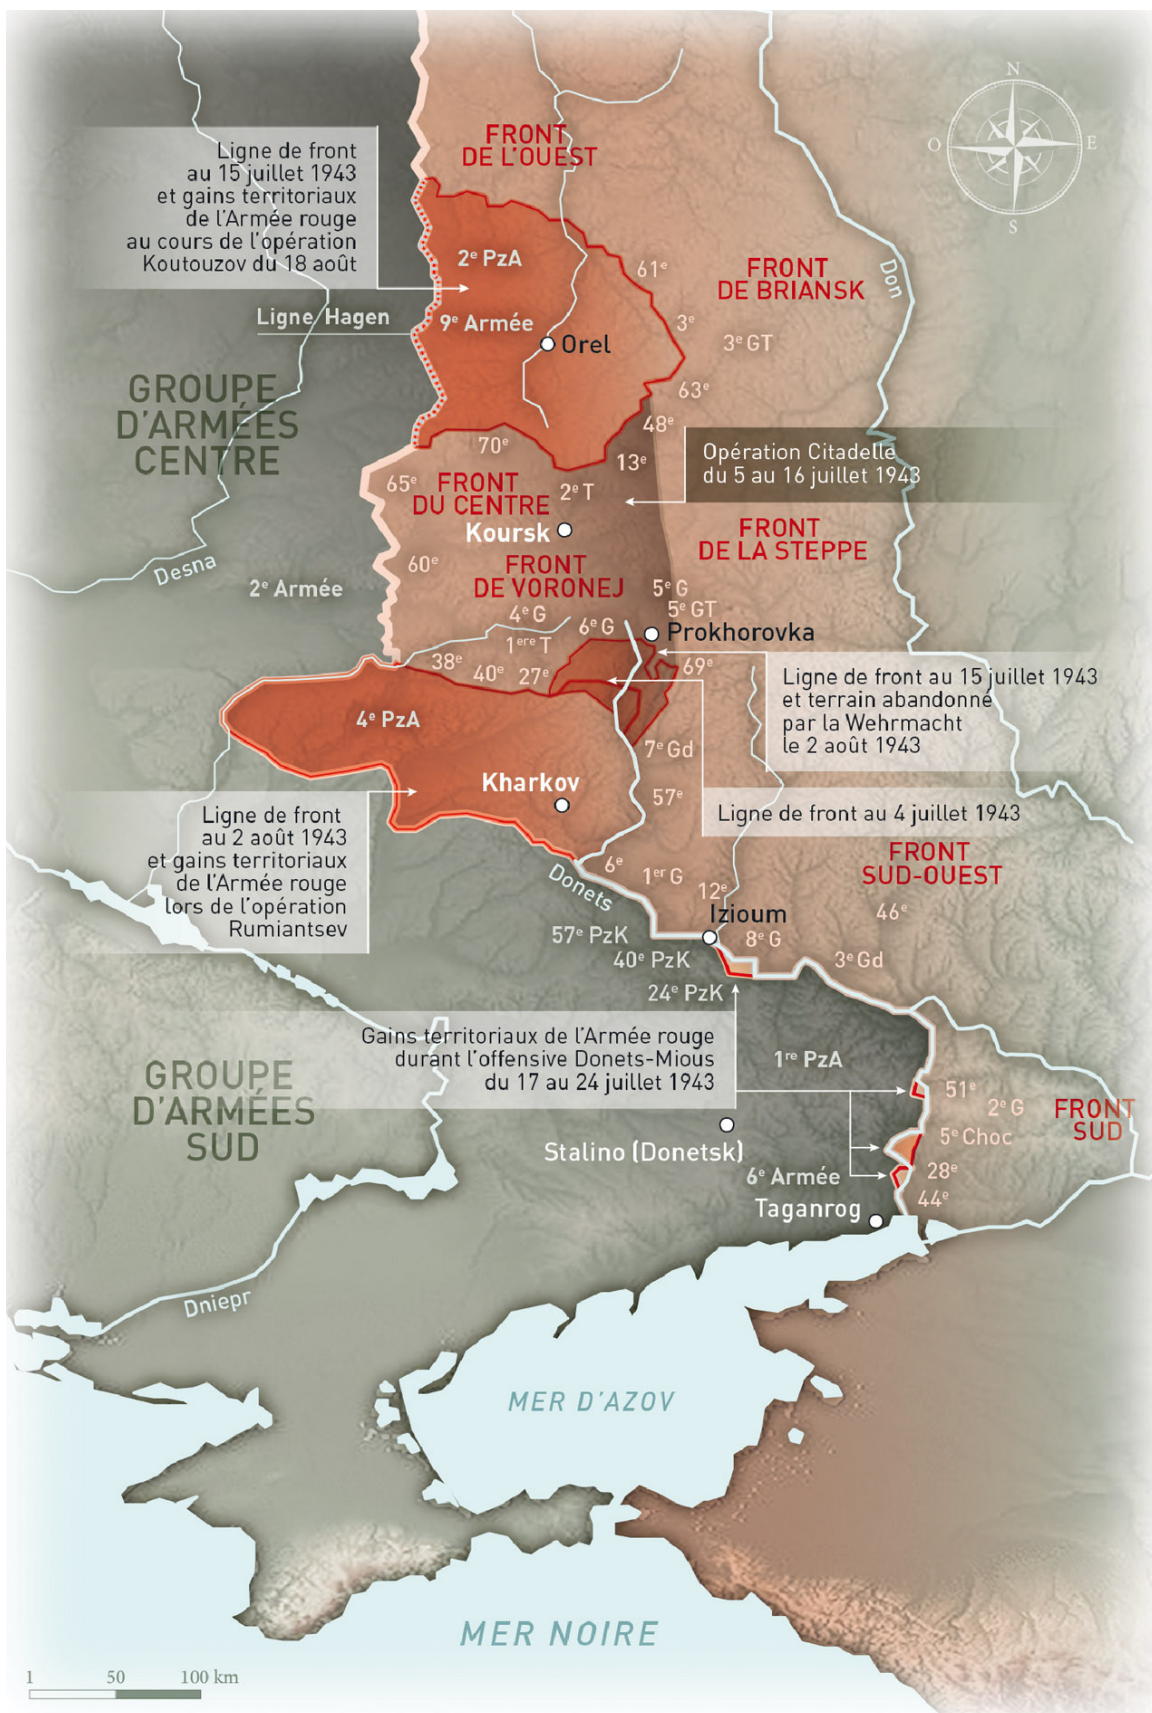 N
O
E
S
FRONT
DE L'OUEST
Ligne de front
au 15 juillet 1943
et gains territoriaux
de l'Armée rouge
au cours de l'opération
Koutouzov du 18 août
2e PzA
61e
FRONT
DE BRIANSK
Don
Ligne Hagen
9e Armée
3e
3e GT
Orel
GROUPE
D'ARMÉES
CENTRE
63e
48e
70e
13e
Opération Citadelle
du 5 au 16 juillet 1943
65e
FRONT
DU CENTRE
2e T
Koursk
FRONT
DE LA STEPPE
Desna
60e
FRONT
DE VORONEJ
2e Armée
5e G
4e G
5e GT
6e G
Prokhorovka
1ere T
38e
40e
27e
69e
Ligne de front au 15 juillet 1943
et terrain abandonné
par la Wehrmacht
le 2 août 1943
4e PzA
7e Gd
Kharkov
57e
Ligne de front au 4 juillet 1943
Ligne de front
au 2 août 1943
et gains territoriaux
de l'Armée rouge
lors de l'opération
Rumiantsev
FRONT
SUD-OUEST
6e
Donets
1er G
12e
46e
Izioum
57e PzK
8e G
40e PzK
3e Gd
24e PzK
Gains territoriaux de l'Armée rouge
durant l'offensive Donets-Mious
du 17 au 24 juillet 1943
1re PzA
GROUPE
D'ARMÉES
SUD
51e
2e G
FRONT
SUD
5e Choc
Stalino (Donetsk)
6e Armée
28e
44e
Taganrog
Dniepr
MER D'AZOV
MER NOIRE
1
50
100 km